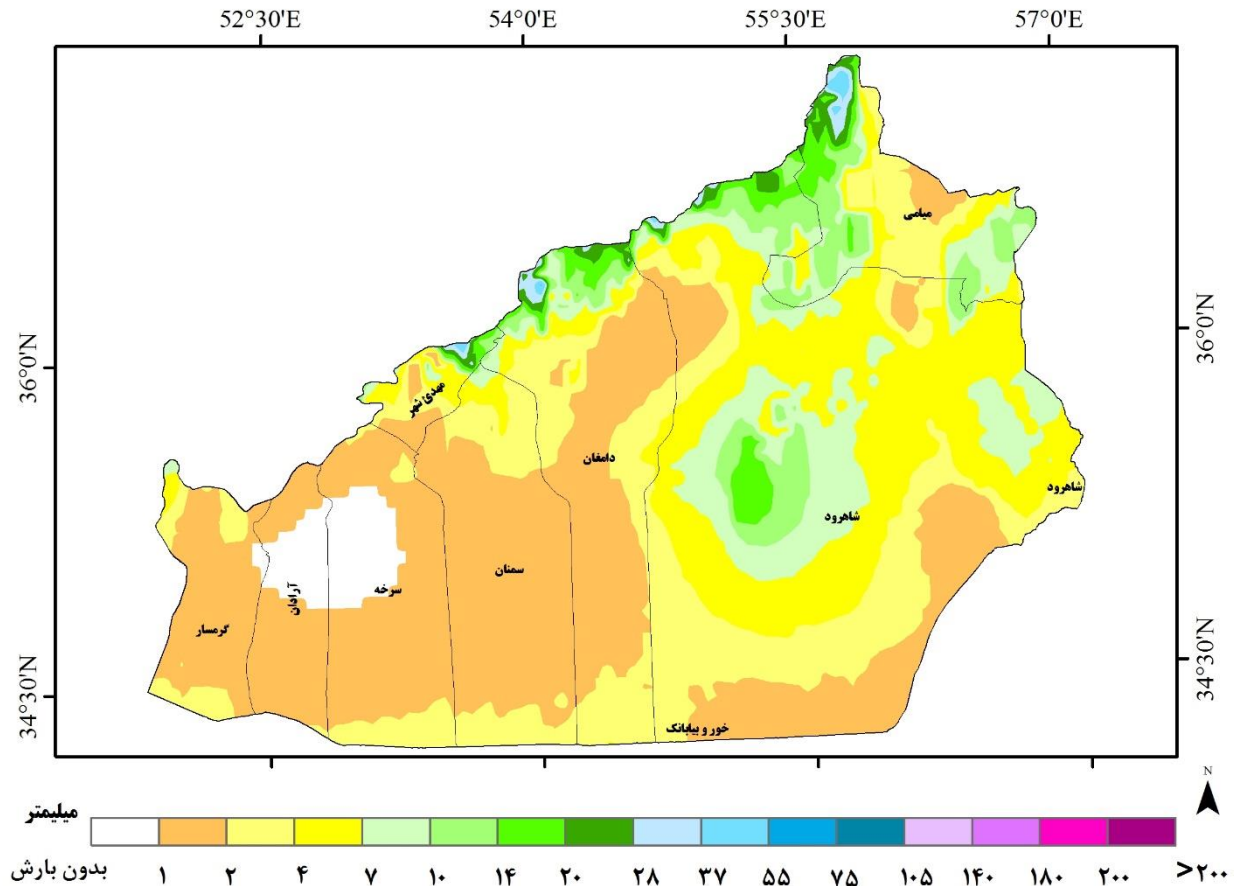 52°30'E 54°0'E 55°30'E 57°0'E
میامی
36°0'N
36°0'N
مهدی شهر
دامغان
شاهرود
شاهرود
سمنان
سرخه
آرادان
گرمسار
34°30'N
34°30'N
خور و بیابانک
N
میلیمتر
بدون بارش ۱ ۲ ۴ ۷ ۱۰ ۱۴ ۲۰ ۲۸ ۳۷ ۵۵ ۷۵ ۱۰۵ ۱۴۰ ۱۸۰ ۲۰۰ >۲۰۰